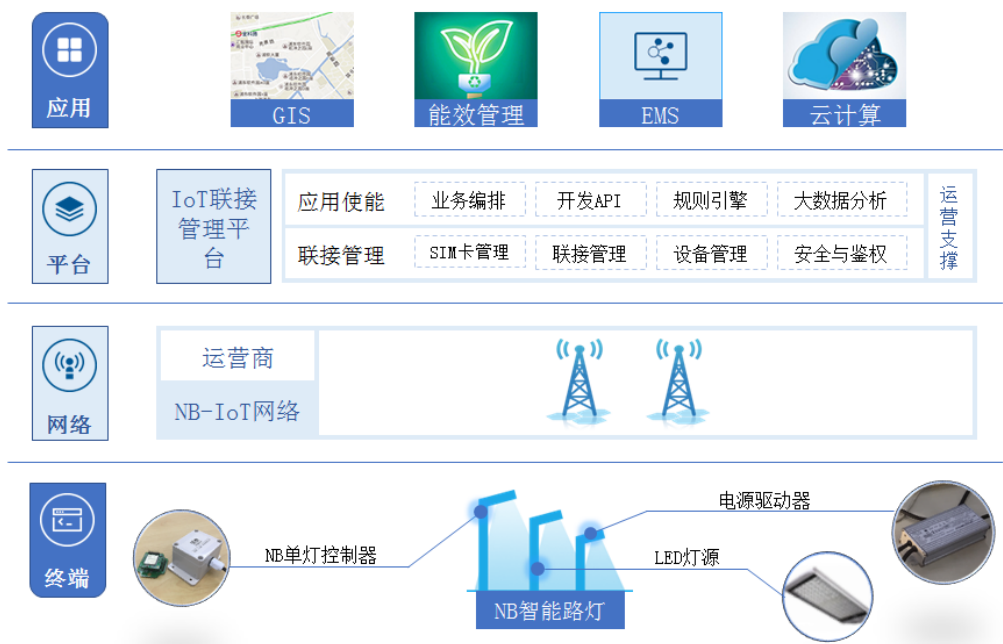 应用
GIS
能效管理
EMS
云计算
平台
IoT联接
管理平
台
应用使能
业务编排
开发API
规则引擎
大数据分析
联接管理
SIM卡管理
联接管理
设备管理
安全与鉴权
运
营
支
撑
网络
运营商
NB-IoT网络
终端
NB单灯控制器
电源驱动器
LED灯源
NB智能路灯